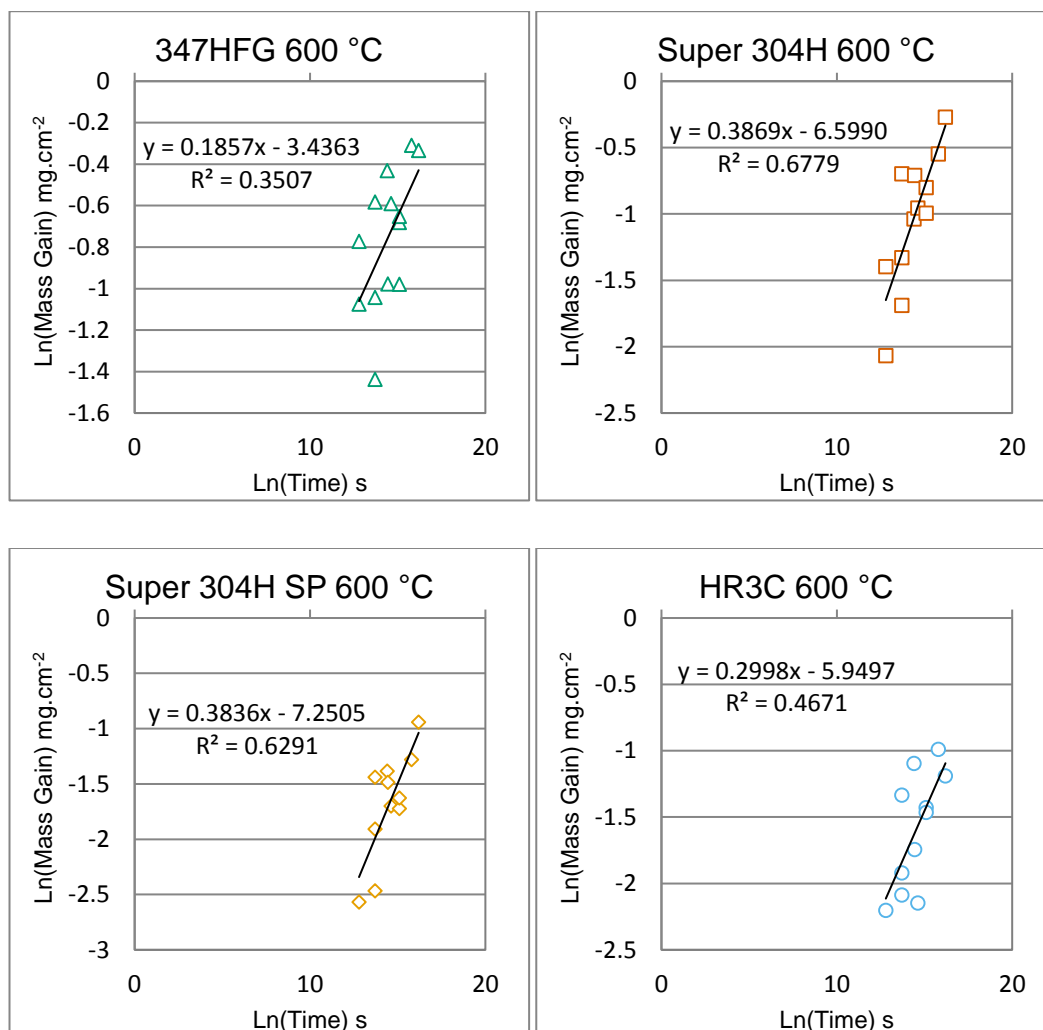 347HFG 600 °C
0
-0.2
-0.4
-0.6
-0.8
-1
-1.2
-1.4
-1.6
y = 0.1857x - 3.4363
R² = 0.3507
Ln(Mass Gain) mg.cm-2
0 10 20
Ln(Time) s
Super 304H 600 °C
0
-0.5
-1
-1.5
-2
-2.5
y = 0.3869x - 6.5990
R² = 0.6779
Ln(Mass Gain) mg.cm-2
0 10 20
Ln(Time) s
Super 304H SP 600 °C
0
-0.5
-1
-1.5
-2
-2.5
-3
y = 0.3836x - 7.2505
R² = 0.6291
Ln(Mass Gain) mg.cm-2
0 10 20
Ln(Time) s
HR3C 600 °C
0
-0.5
-1
-1.5
-2
-2.5
y = 0.2998x - 5.9497
R² = 0.4671
Ln(Mass Gain) mg.cm-2
0 10 20
Ln(Time) s